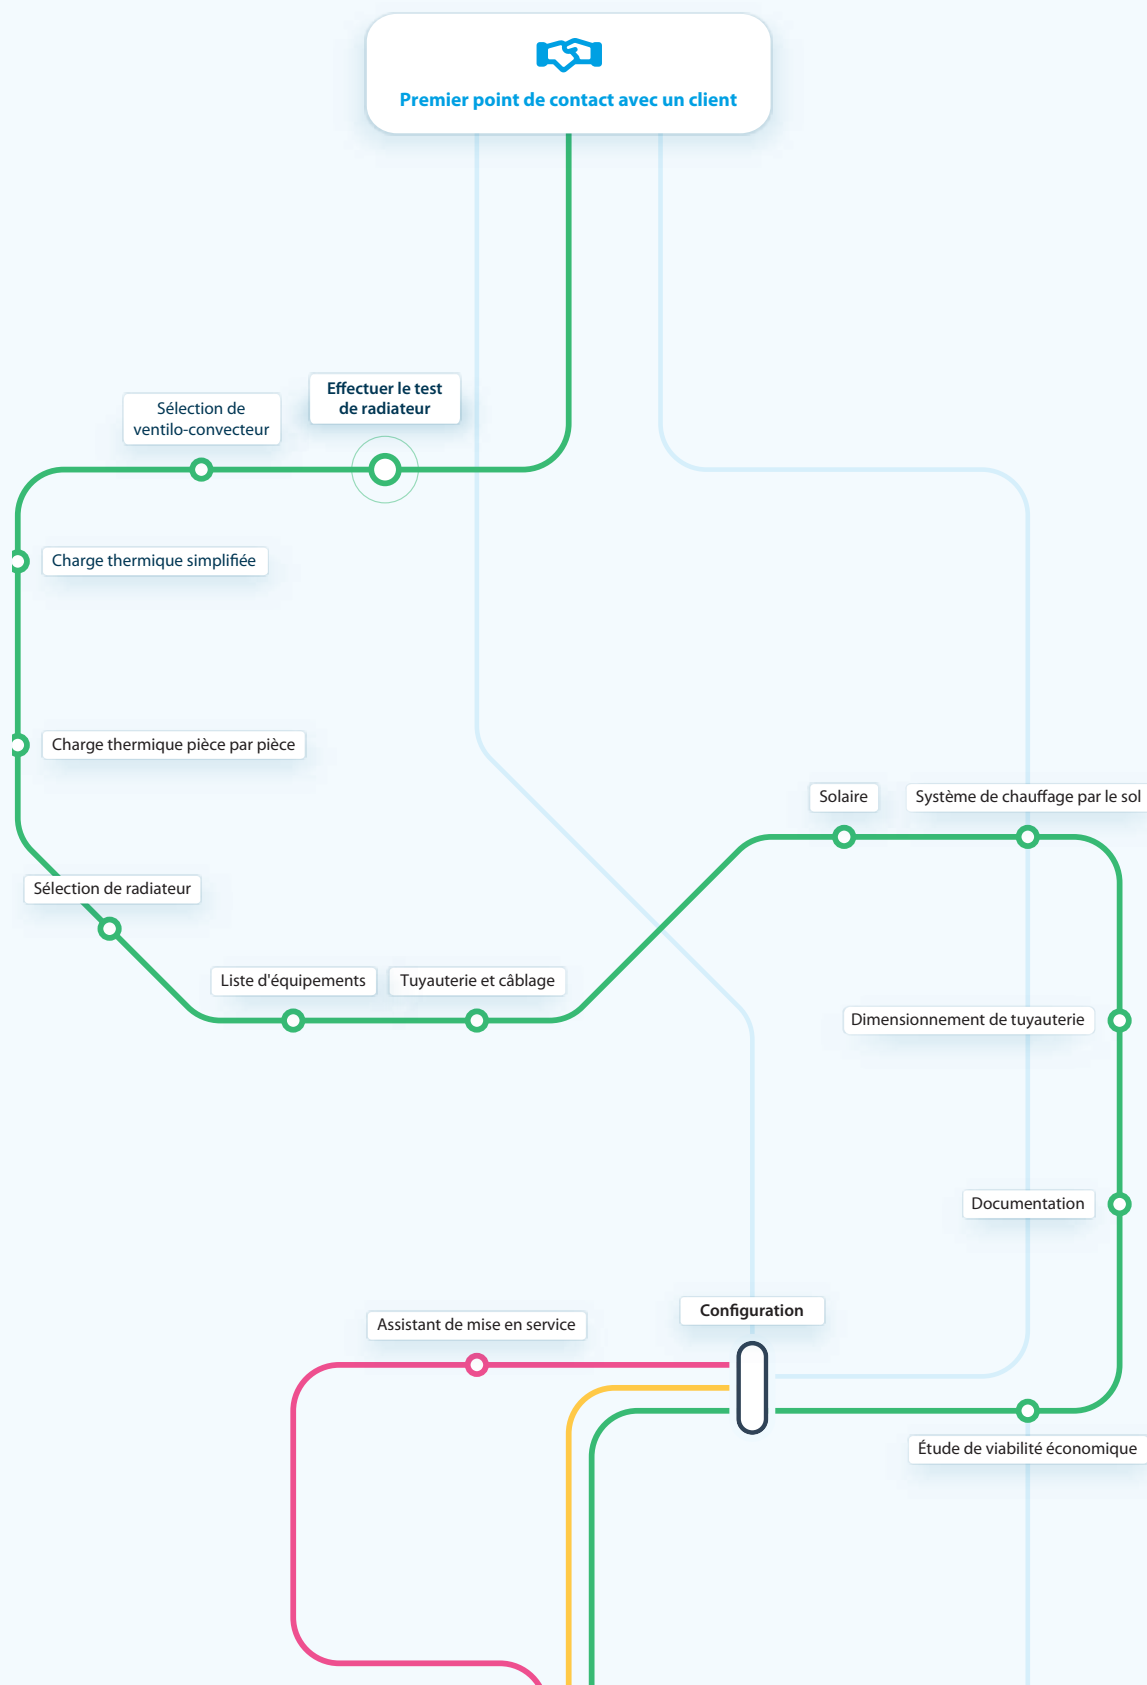 Premier point de contact avec un client
Effectuer le test
de radiateur
Sélection de
ventilo-convecteur
Charge thermique simplifiée
Charge thermique pièce par pièce
Sélection de radiateur
Liste d'équipements
Tuyauterie et câblage
Solaire
Système de chauffage par le sol
Dimensionnement de tuyauterie
Documentation
Étude de viabilité économique
Configuration
Assistant de mise en service